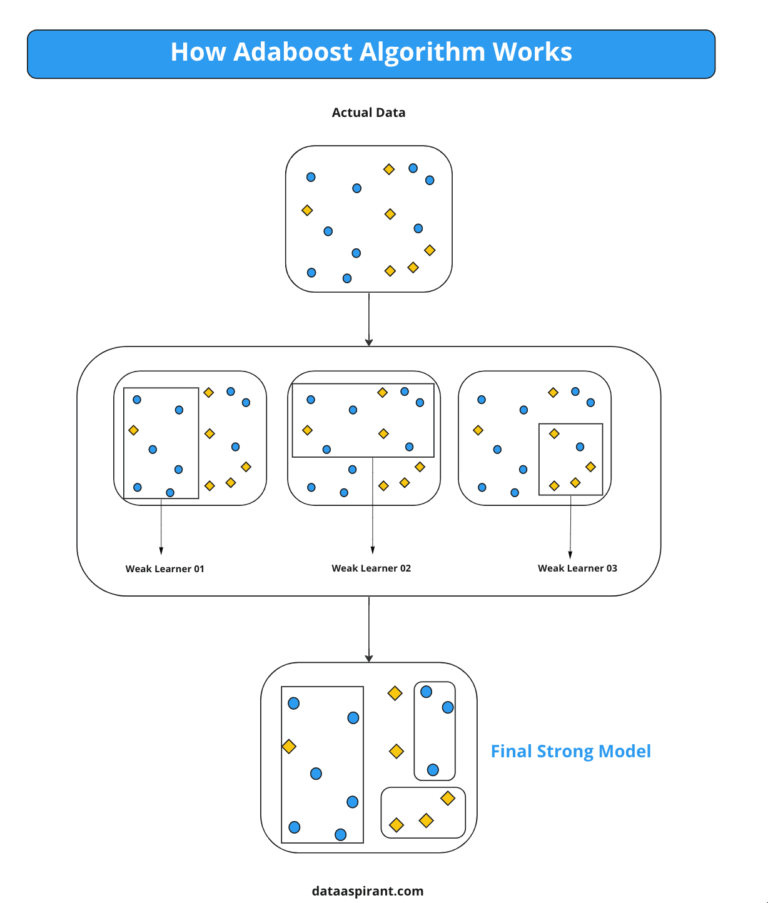 How Adaboost Algorithm Works
Actual Data
Weak Learner 01
Weak Learner 02
Weak Learner 03
Final Strong Model
dataaspirant.com